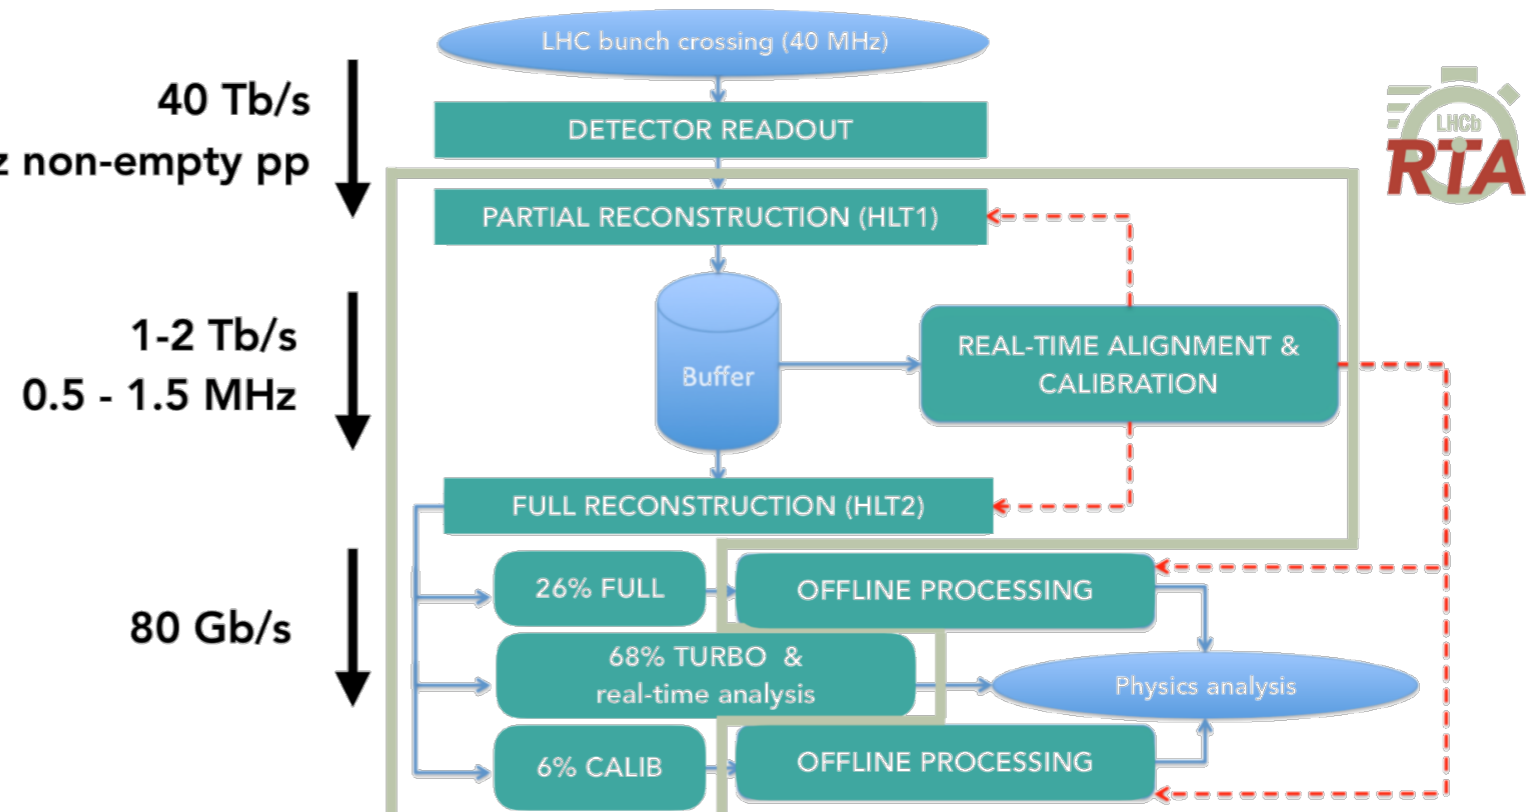 LHC bunch crossing (40 MHz)
40 Tb/s
DETECTOR READOUT
LHCb
RTA
z non-empty pp
PARTIAL RECONSTRUCTION (HLT1)
1-2 Tb/s
0.5 - 1.5 MHz
Buffer
REAL-TIME ALIGNMENT &
CALIBRATION
FULL RECONSTRUCTION (HLT2)
80 Gb/s
26% FULL
OFFLINE PROCESSING
68% TURBO &
real-time analysis
Physics analysis
6% CALIB
OFFLINE PROCESSING